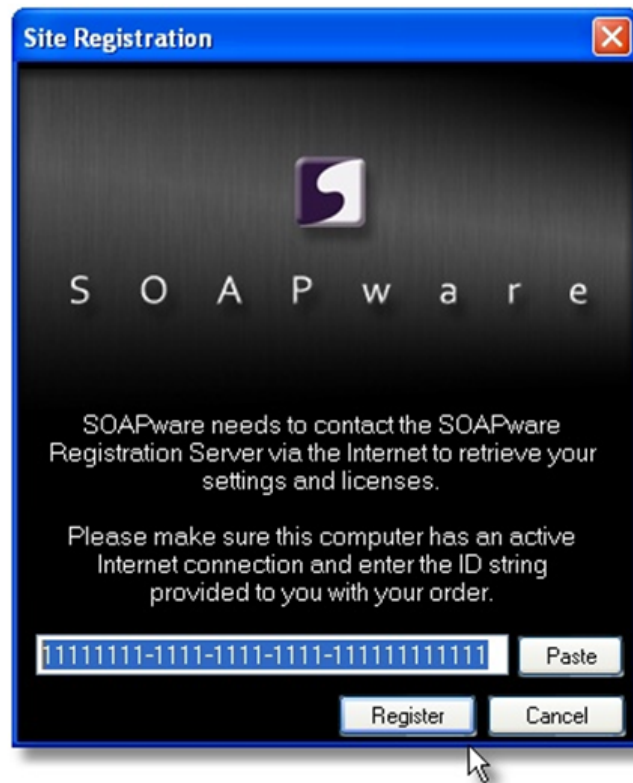 Site Registration
S O A P w a r e
SOAPware needs to contact the SOAPware
Registration Server via the Internet to retrieve your
settings and licenses.
Please make sure this computer has an active
Internet connection and enter the ID string
provided to you with your order.
11111111-1111-1111-1111-111111111111 Paste
Register Cancel